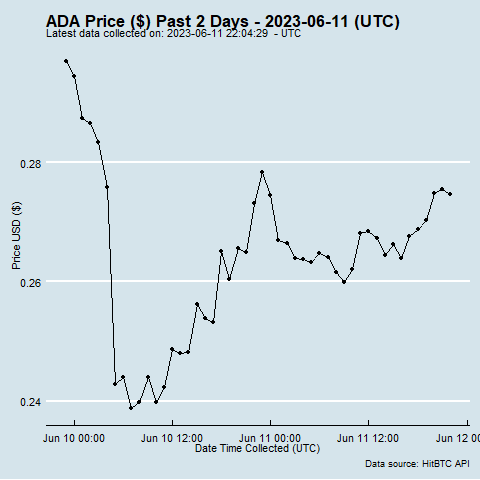 ADA Price ($) Past 2 Days - 2023-06-11 (UTC)
Latest data collected on: 2023-06-11 22:04:29 - UTC
0.28
0.26
0.24
Price USD ($)
Jun 10 00:00 Jun 10 12:00 Jun 11 00:00 Jun 11 12:00 Jun 12 00
Date Time Collected (UTC)
Data source: HitBTC API